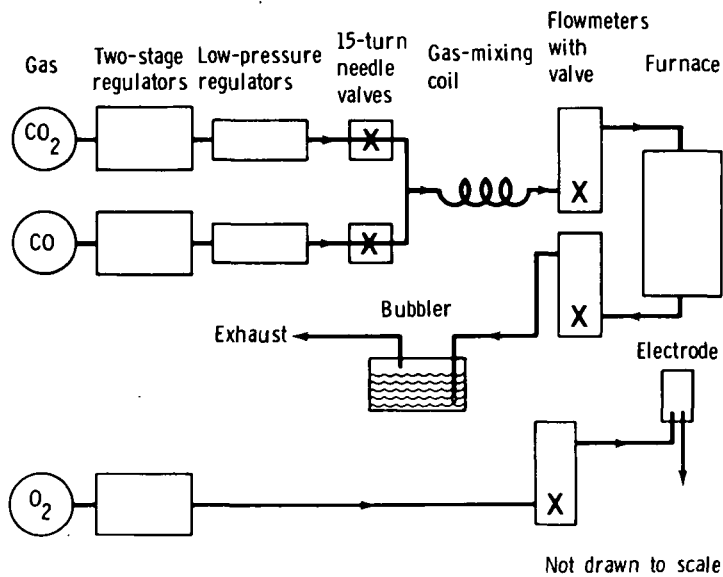 Gas
Two-stage
regulators
Low-pressure
regulators
15-turn
needle
valves
Gas-mixing
coil
Flowmeters
with
valve
Furnace
CO2
X
X
CO
X
X
Bubbler
Exhaust
Electrode
O2
X
Not drawn to scale